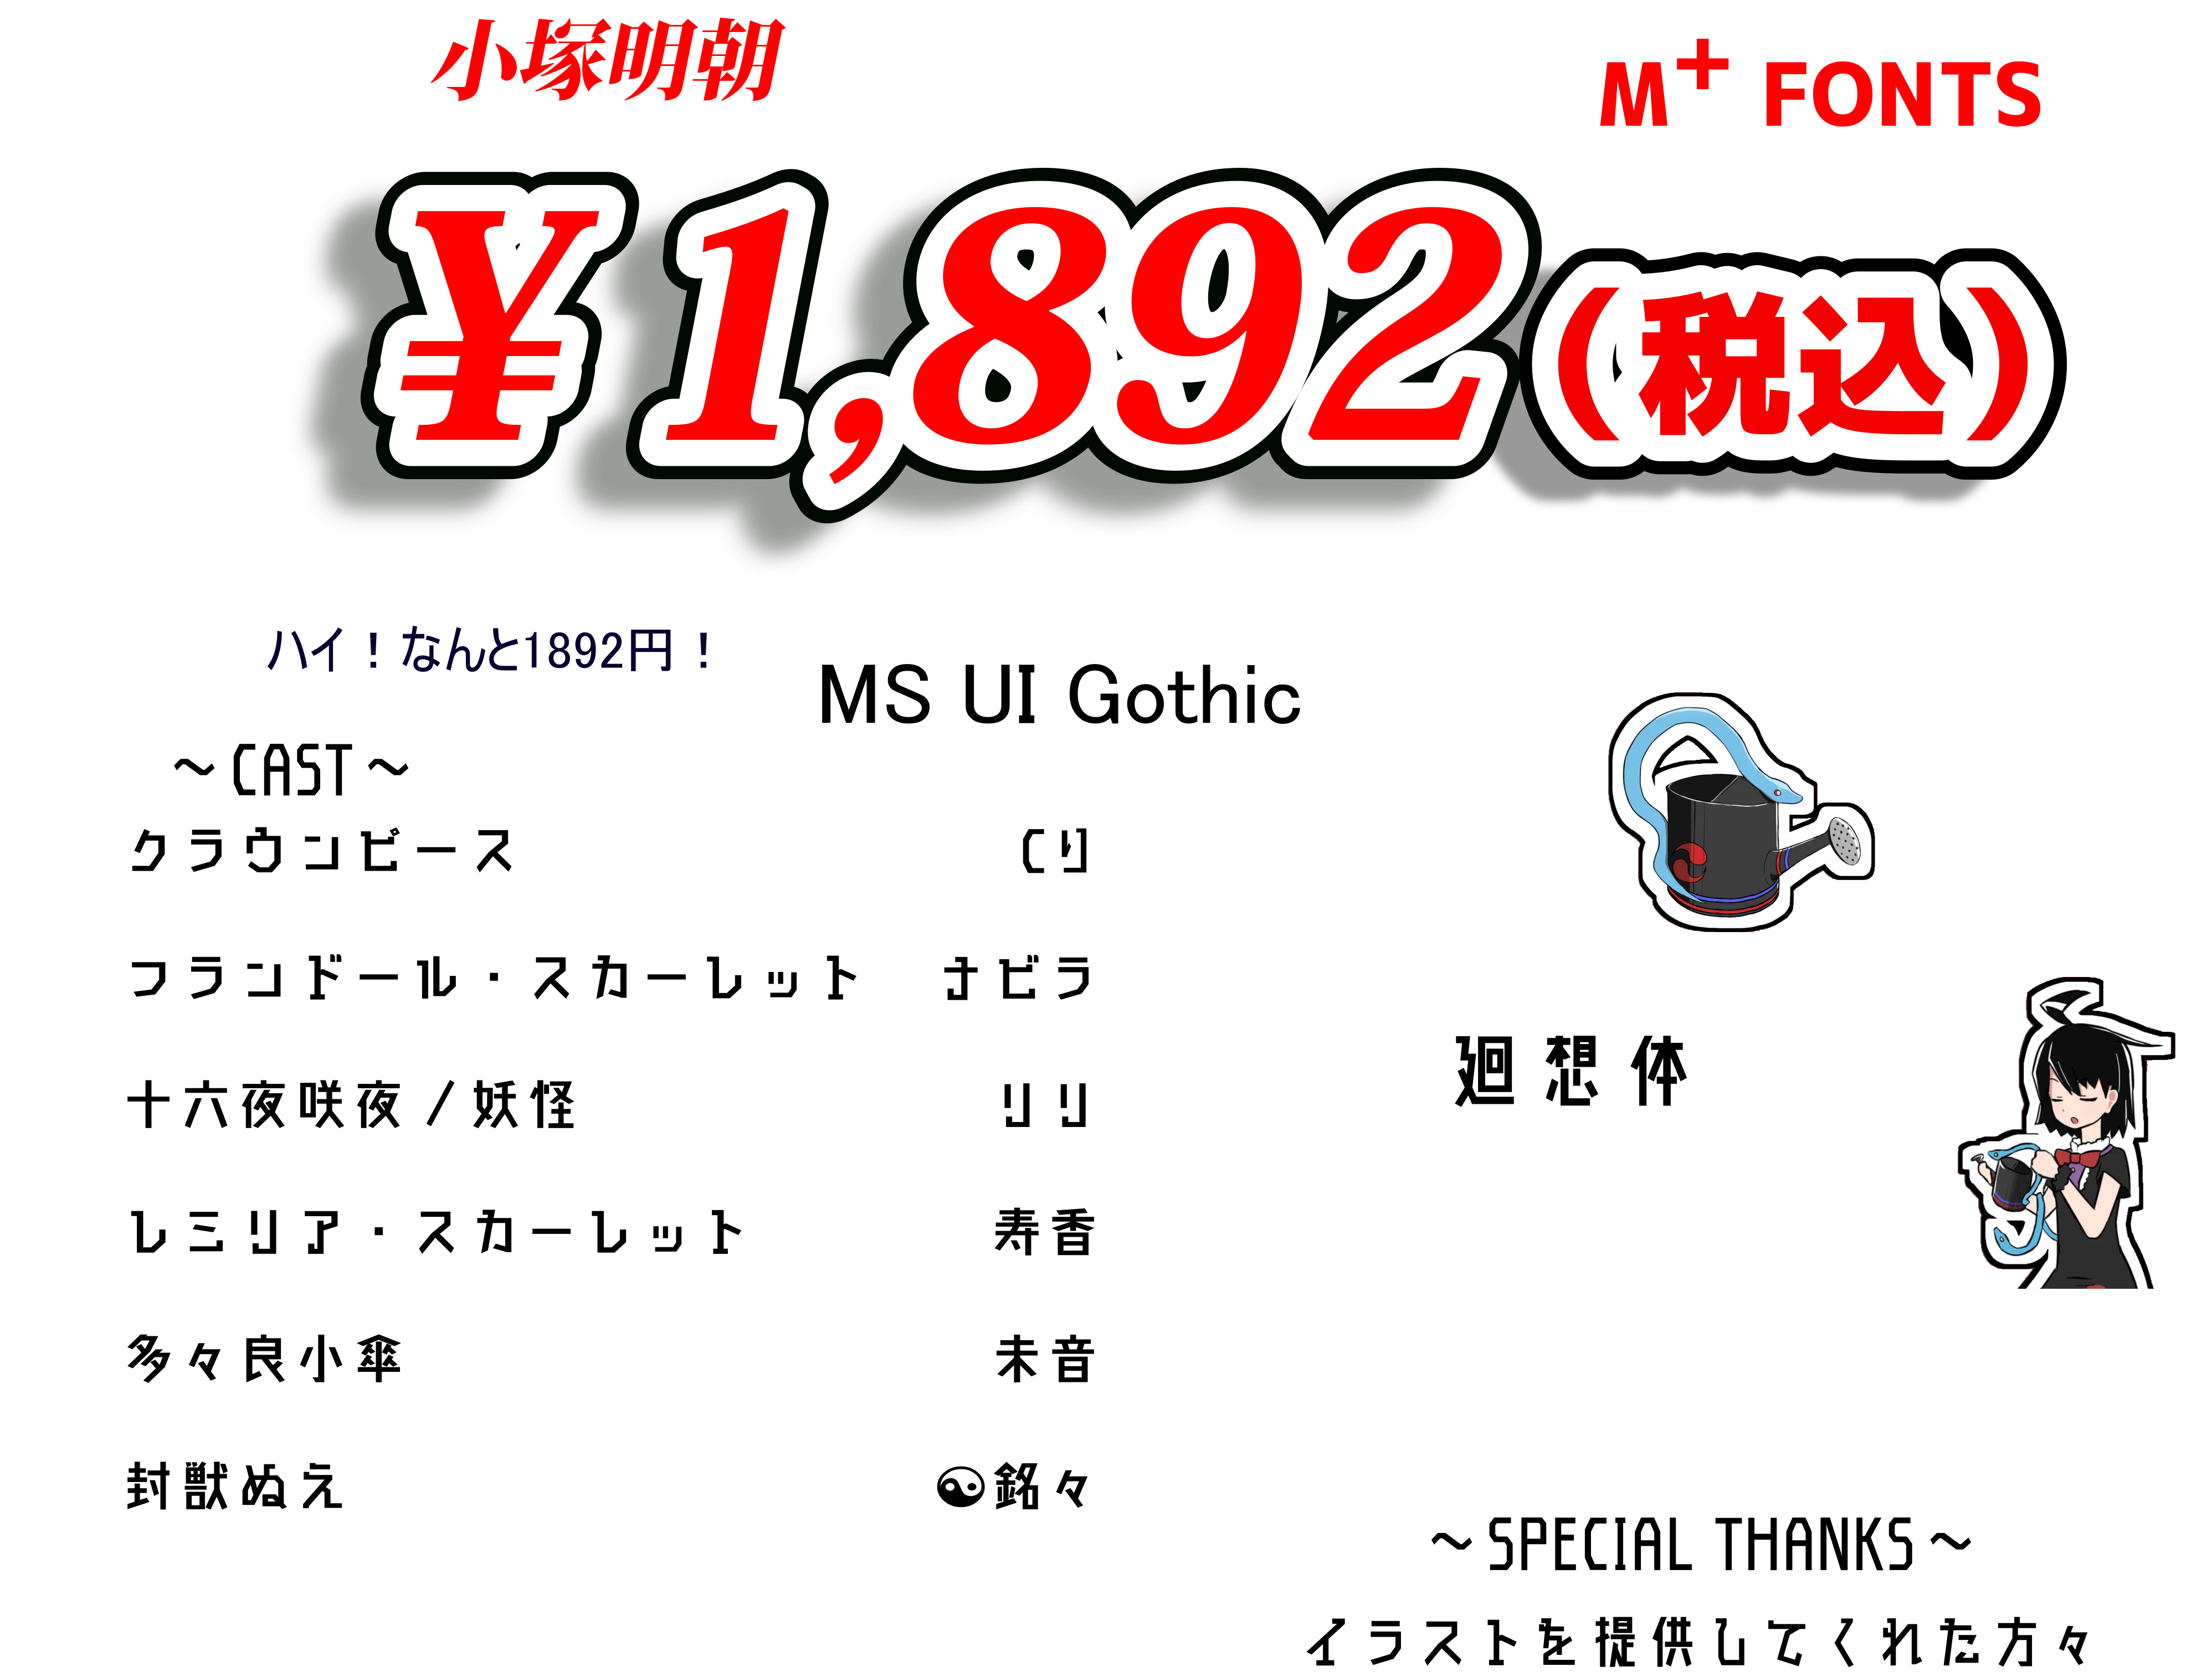 小塚明朝
M+ FONTS
¥1,892(税込)
ハイ！なんと1892円！
MS UI Gothic
～CAST～
クラウンピース　くり
フランドール・スカーレット　ナビラ
十六夜咲夜／妖怪　リリ
廻想体
レミリア・スカーレット　寿香
多々良小傘　未音
封獣ぬえ　☯銘々
～SPECIAL THANKS～
イラストを提供してくれた方々